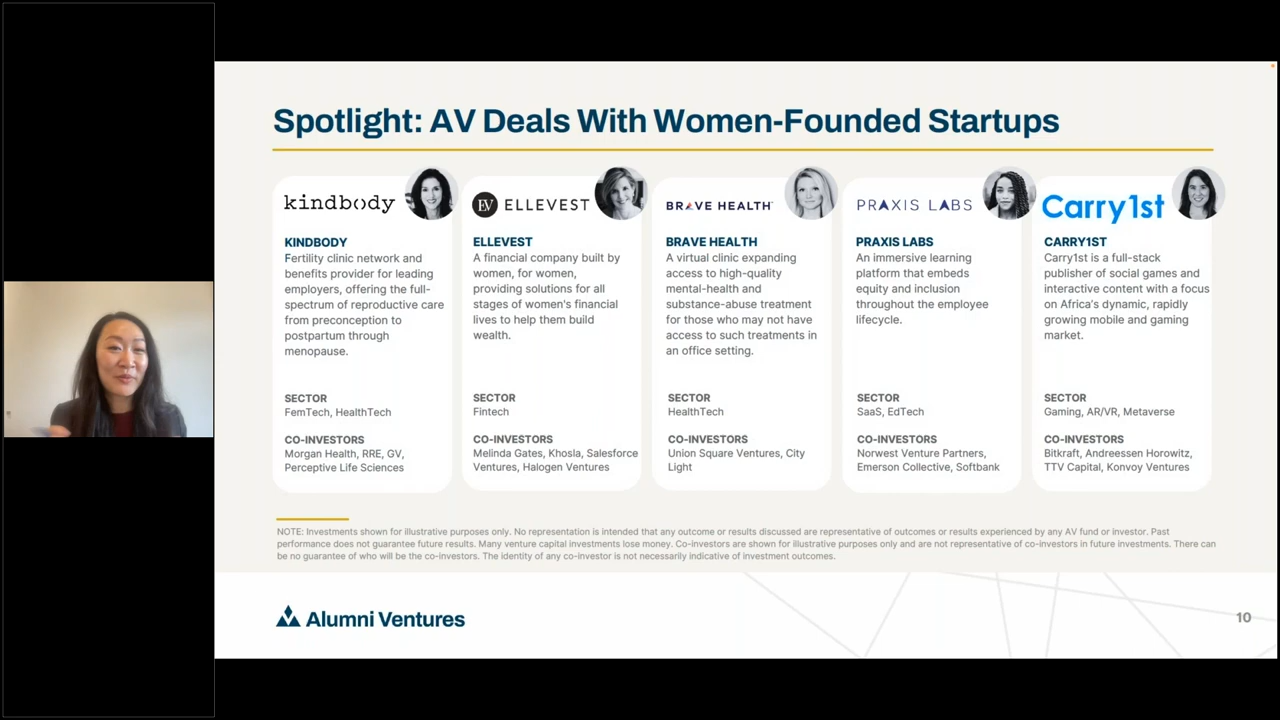 Spotlight: AV Deals With Women-Founded Startups
kindbody
KINDBODY
Fertility clinic network and
benefits provider for leading
employers, offering the full-
spectrum of reproductive care
from preconception to
postpartum through
menopause.
SECTOR
FemTech, HealthTech
CO-INVESTORS
Morgan Health, RRE, GV,
Perceptive Life Sciences
EV ELLEVEST
ELLEVEST
A financial company built by
women, for women,
providing solutions for all
stages of women's financial
lives to help them build
wealth.
SECTOR
Fintech
CO-INVESTORS
Melinda Gates, Khosla, Salesforce
Ventures, Halogen Ventures
BRAVE HEALTH
BRAVE HEALTH
A virtual clinic expanding
access to high-quality
mental-health and
substance-abuse treatment
for those who may not have
access to such treatments in
an office setting.
SECTOR
HealthTech
CO-INVESTORS
Union Square Ventures, City
Light
PRAXIS LABS
PRAXIS LABS
An immersive learning
platform that embeds
equity and inclusion
throughout the employee
lifecycle.
SECTOR
SaaS, EdTech
CO-INVESTORS
Norwest Venture Partners,
Emerson Collective, Softbank
Carry1st
CARRY1ST
Carry1st is a full-stack
publisher of social games and
interactive content with a focus
on Africa's dynamic, rapidly
growing mobile and gaming
market.
SECTOR
Gaming, AR/VR, Metaverse
CO-INVESTORS
Bitkraft, Andreessen Horowitz,
TTV Capital, Konvoy Ventures
NOTE: Investments shown for illustrative purposes only. No representation is intended that any outcome or results discussed are representative of outcomes or results experienced by any AV fund or investor. Past
performance does not guarantee future results. Many venture capital investments lose money. Co-investors are shown for illustrative purposes only and are not representative of co-investors in future investments. There can
be no guarantee of who will be the co-investors. The identity of any co-investor is not necessarily indicative of investment outcomes.
Alumni Ventures
10